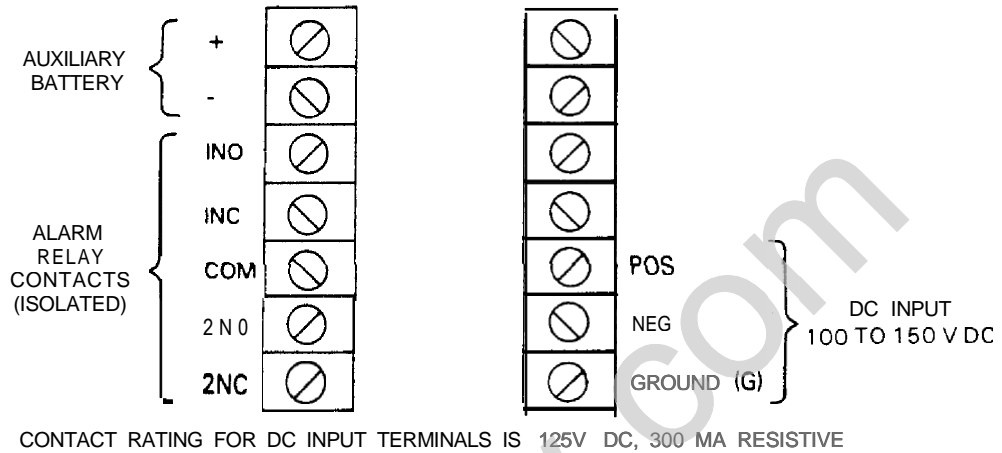 AUXILIARY
BATTERY
+
-
ALARM
RELAY
CONTACTS
(ISOLATED)
INO
INC
COM
2N0
2NC
POS
NEG
GROUND (G)
DC INPUT
100 TO 150 V DC
CONTACT RATING FOR DC INPUT TERMINALS IS 125V DC, 300 MA RESISTIVE
w.com